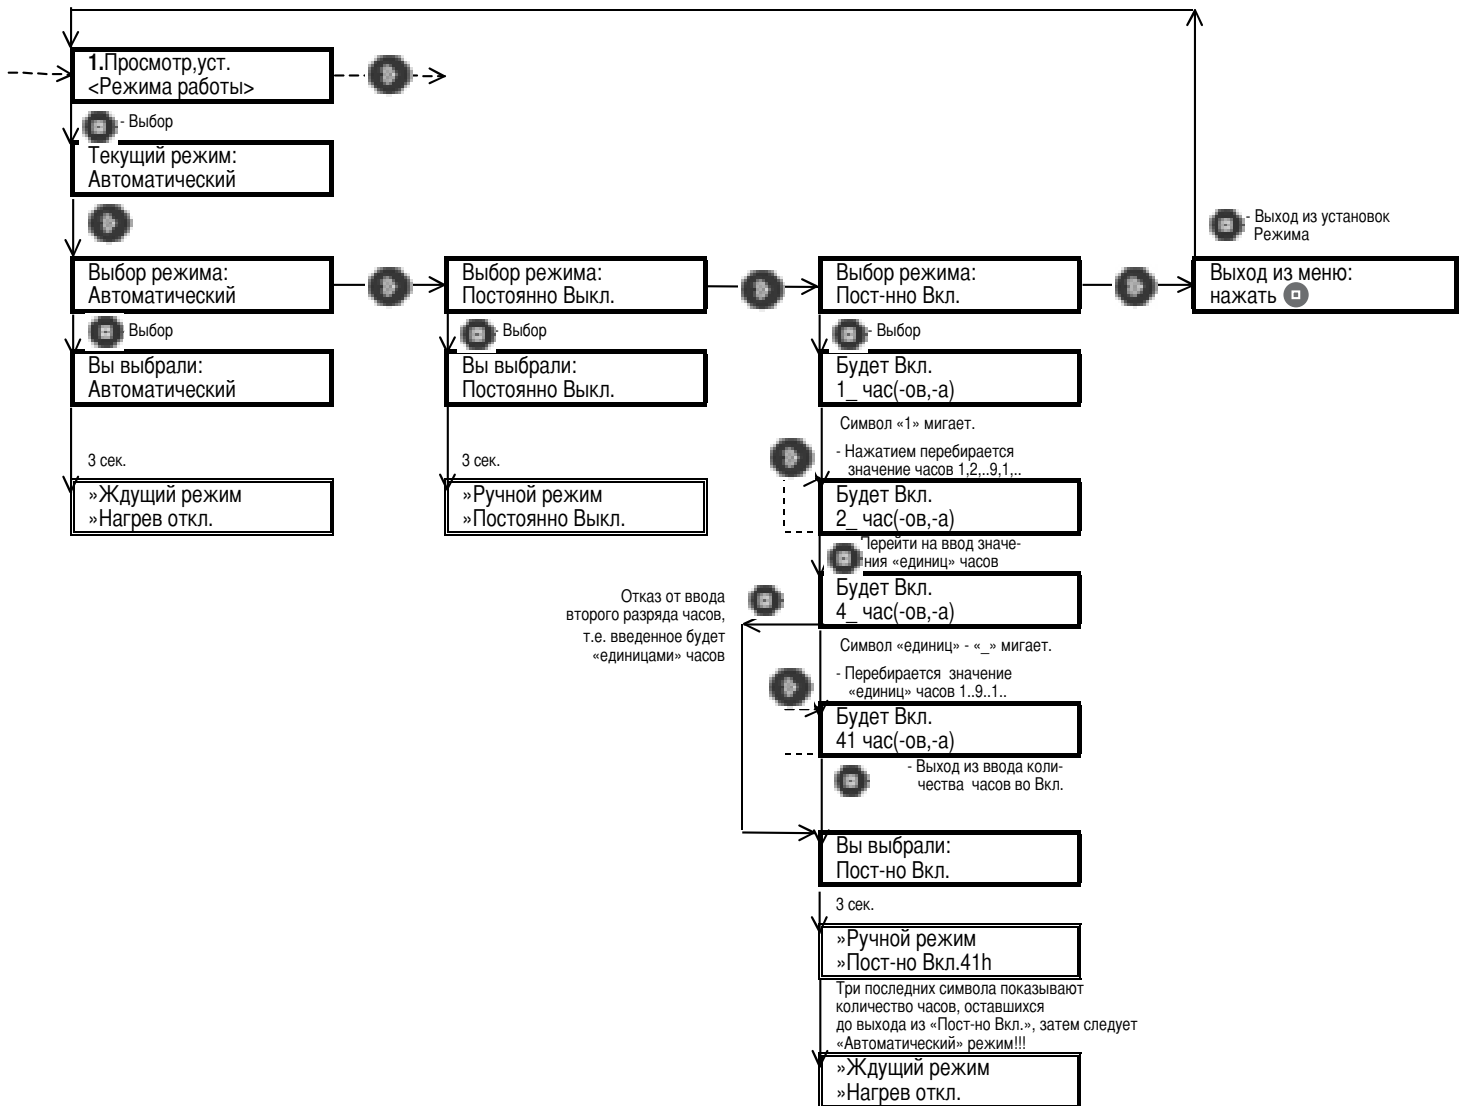 1.Просмотр,уст.
<Режима работы>
- Выбор
Текущий режим:
Автоматический
- Выход из установок
Режима
Выбор режима:
Автоматический
Выбор режима:
Постоянно Выкл.
Выбор режима:
Пост-нно Вкл.
Выход из меню:
нажать
Выбор
- Выбор
- Выбор
Вы выбрали:
Автоматический
Вы выбрали:
Постоянно Выкл.
Будет Вкл.
1_ час(-ов,-а)
Символ «1» мигает.
3 сек.
3 сек.
- Нажатием перебирается
значение часов 1,2,..9,1,..
»Ждущий режим
»Нагрев откл.
»Ручной режим
»Постоянно Выкл.
Будет Вкл.
2_ час(-ов,-а)
Перейти на ввод значе-
ния «единиц» часов
Будет Вкл.
4_ час(-ов,-а)
Отказ от ввода
второго разряда часов,
т.е. введенное будет
«единицами» часов
Символ «единиц» - «_» мигает.
- Перебирается значение
«единиц» часов 1..9..1..
Будет Вкл.
41 час(-ов,-а)
- Выход из ввода коли-
чества часов во Вкл.
Вы выбрали:
Пост-но Вкл.
3 сек.
»Ручной режим
»Пост-но Вкл.41h
Три последних символа показывают
количество часов, оставшихся
до выхода из «Пост-но Вкл.», затем следует
«Автоматический» режим!!!
»Ждущий режим
»Нагрев откл.